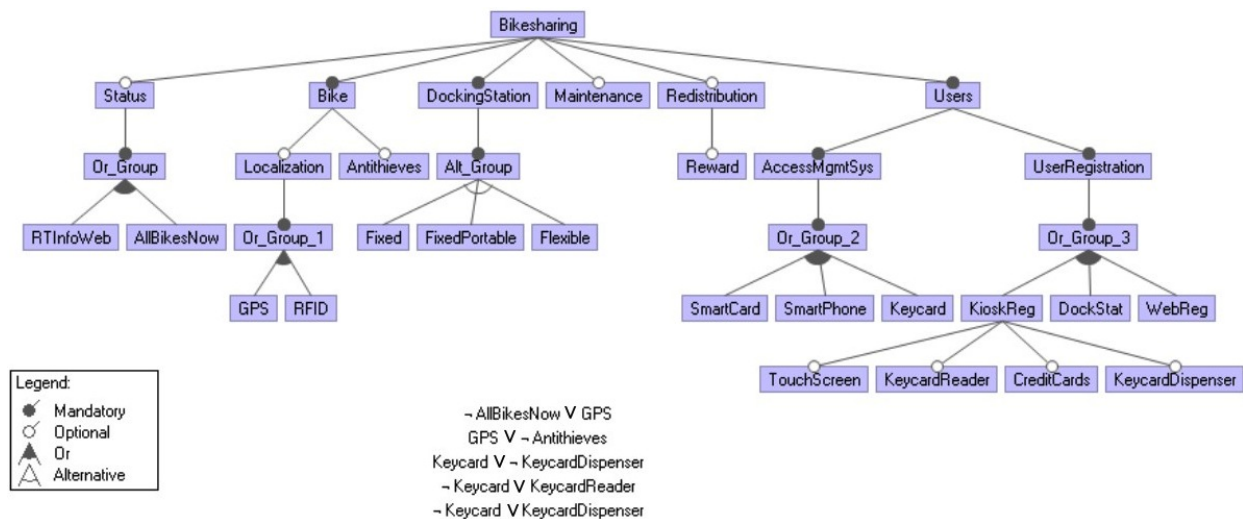 Bikesharing
Status Bike DockingStation Maintenance Redistribution Users
Or_Group Localization Antithieves Alt_Group Reward AccessMgmtSys UserRegistration
RTInfoWeb AllBikesNow Or_Group_1 Fixed FixedPortable Flexible Or_Group_2 Or_Group_3
GPS RFID SmartCard SmartPhone Keycard KioskReg DockStat WebReg
TouchScreen KeycardReader CreditCards KeycardDispenser
Legend:
Mandatory
Optional
Or
Alternative
¬ AllBikesNow ∨ GPS
GPS ∨ ¬ Antithieves
Keycard ∨ ¬ KeycardDispenser
¬ Keycard ∨ KeycardReader
¬ Keycard ∨ KeycardDispenser